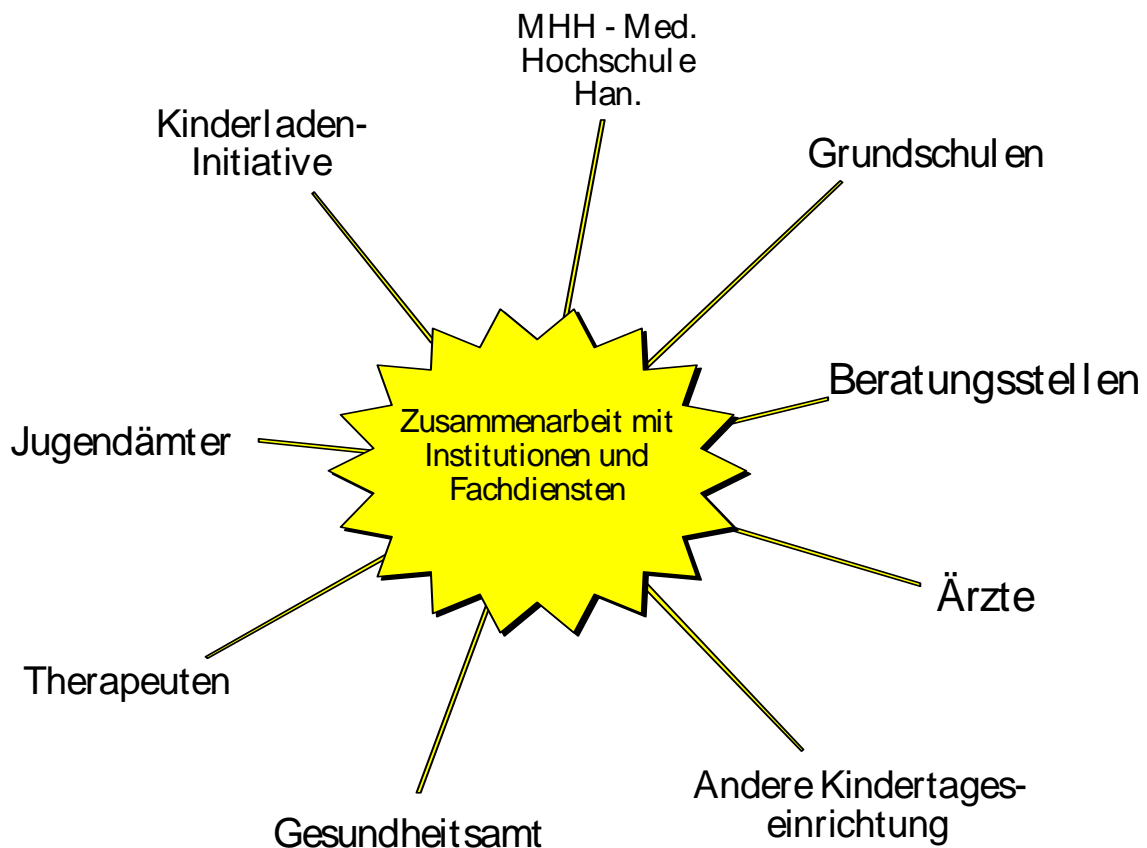 MHH - Med.
Hochschule
Han.
Kinderladen-
Initiative
Grundschulen
Beratungsstellen
Zusammenarbeit mit
Institutionen und
Fachdiensten
Jugendämter
Ärzte
Therapeuten
Andere Kindertages-
einrichtung
Gesundheitsamt